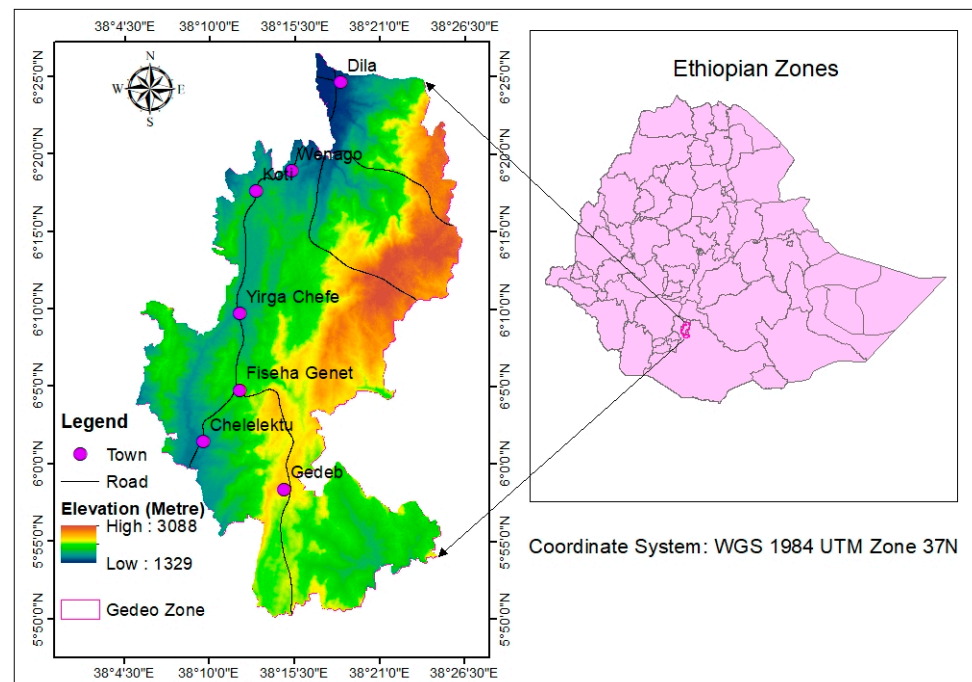 38°4'30"E 38°10'0"E 38°15'30"E 38°21'0"E 38°26'30"E
6°25'0"N
6°20'0"N
6°15'0"N
6°10'0"N
6°5'0"N
6°0'0"N
5°55'0"N
5°50'0"N
N
W E
S
Dila
Wenago
Koti
Yirga Chefe
Fiseha Genet
Chelelektu
Gedeb
Legend
Town
Road
Elevation (Metre)
High : 3088
Low : 1329
Gedeo Zone
6°25'0"N
6°20'0"N
6°15'0"N
6°10'0"N
6°5'0"N
6°0'0"N
5°55'0"N
5°50'0"N
38°4'30"E 38°10'0"E 38°15'30"E 38°21'0"E 38°26'30"E
Ethiopian Zones
Coordinate System: WGS 1984 UTM Zone 37N